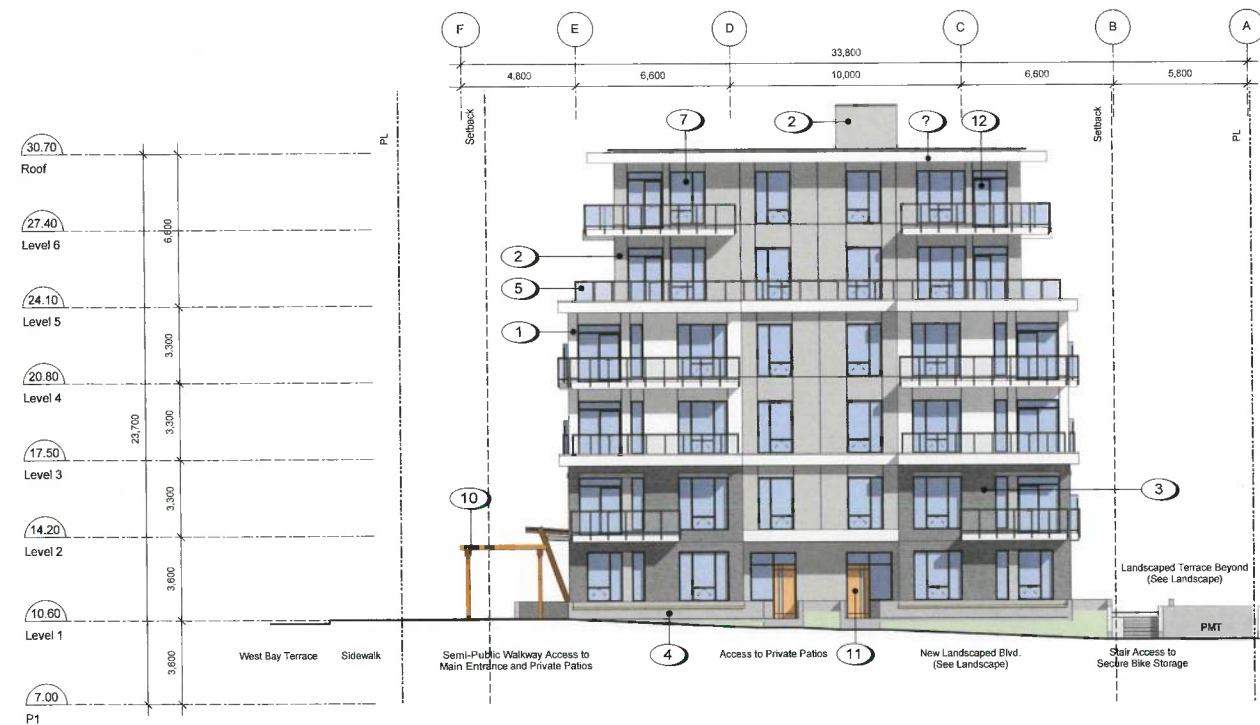 F E D C B A
33,800
4,800 6,600 10,000 6,600 5,800
PL Setback Setback PL
7 2 ? 12
30.70
Roof
27.40
Level 6
6,600
2
5
24.10
Level 5
1
3,300
20.80
Level 4
23,700
3,300
17.50
Level 3
10
3
3,300
14.20
Level 2
3,600
Landscaped Terrace Beyond
(See Landscape)
10.60
Level 1
PMT
West Bay Terrace Sidewalk
Semi-Public Walkway Access to
Main Entrance and Private Patios
4
Access to Private Patios
11
New Landscaped Blvd.
(See Landscape)
Stair Access to
Secure Bike Storage
3,600
7.00
P1